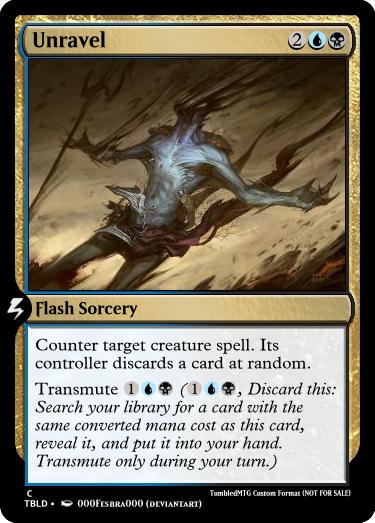 Unravel 2
Flash Sorcery
Counter target creature spell. Its
controller discards a card at random.
Transmute 1 (1, Discard this:
Search your library for a card with the
same converted mana cost as this card,
reveal it, and put it into your hand.
Transmute only during your turn.)
C TumbledMTG Custom Format (NOT FOR SALE)
TBLD • 000Fesbra000 (deviantart)